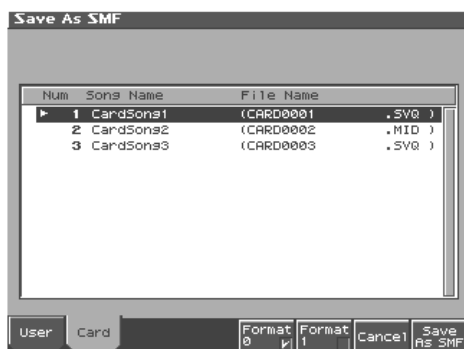 Save As SMF
Num Song Name File Name
1 CardSong1 (CARD0001 .SVQ )
2 CardSong2 (CARD0002 .MID )
3 CardSong3 (CARD0003 .SVQ )
User Card Format 0 Format 1 Cancel Save As SMF